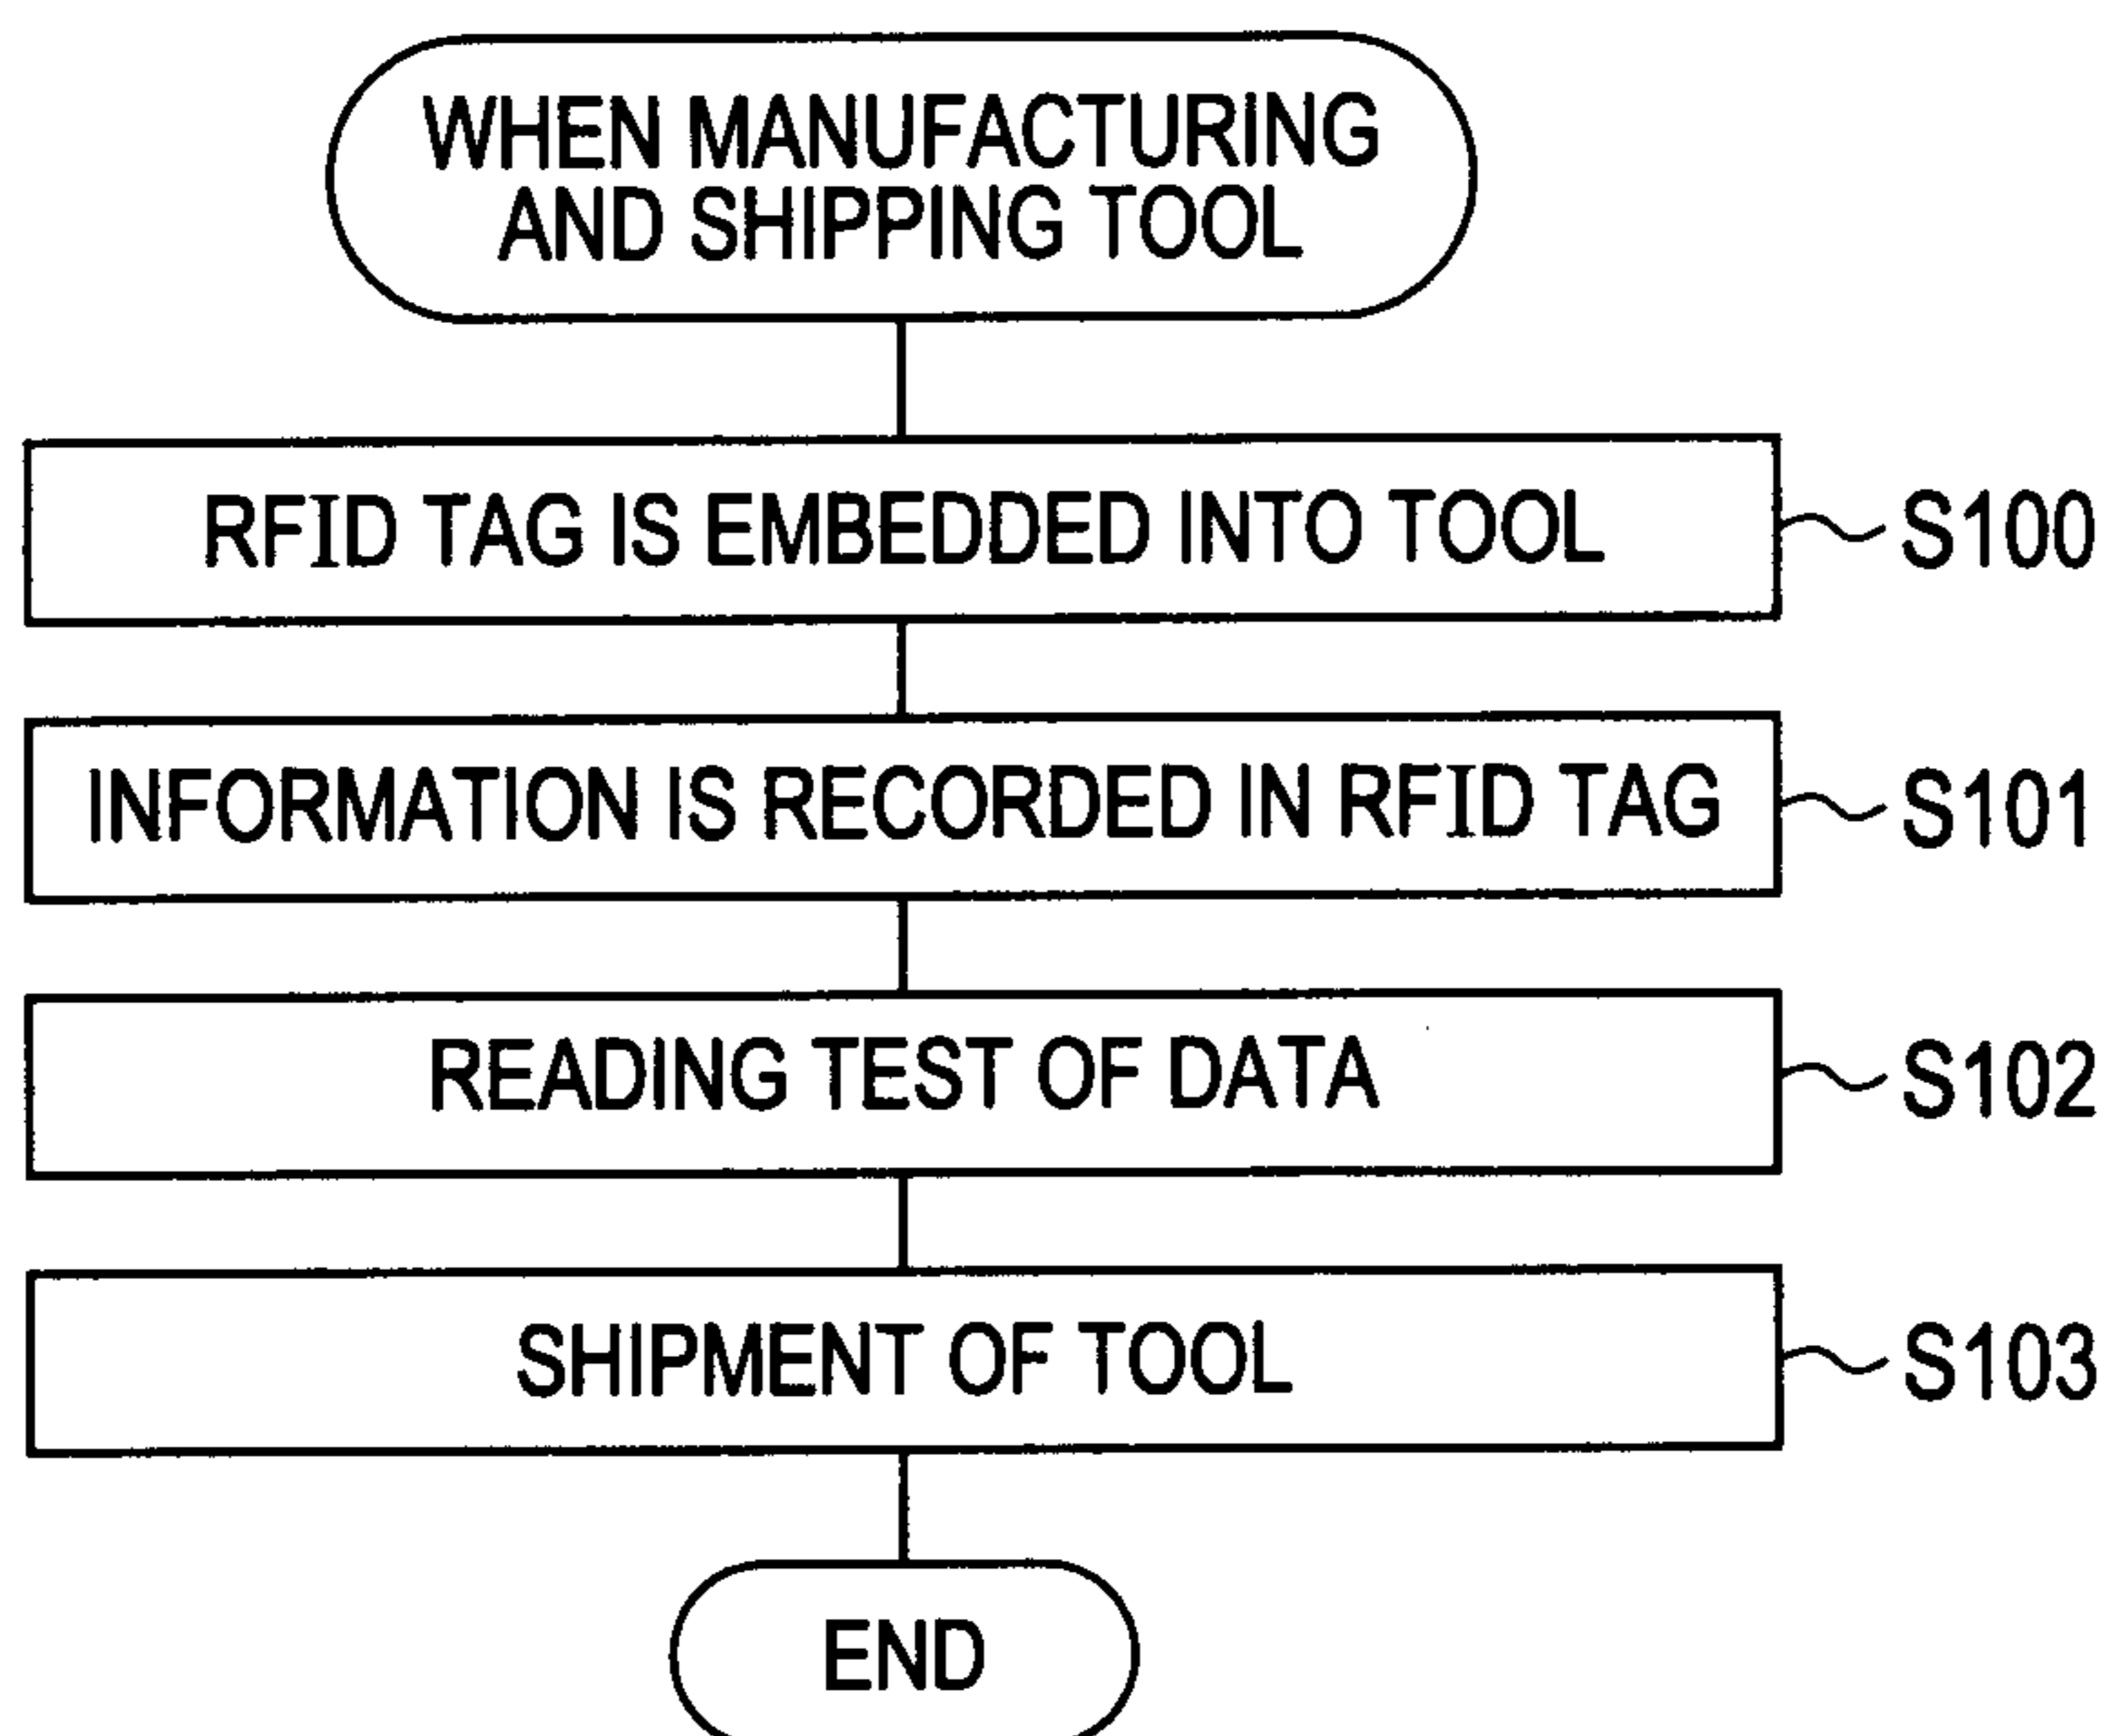 WHEN MANUFACTURING
AND SHIPPING TOOL
RFID TAG IS EMBEDDED INTO TOOL
S100
INFORMATION IS RECORDED IN RFID TAG
S101
READING TEST OF DATA
S102
SHIPMENT OF TOOL
S103
END